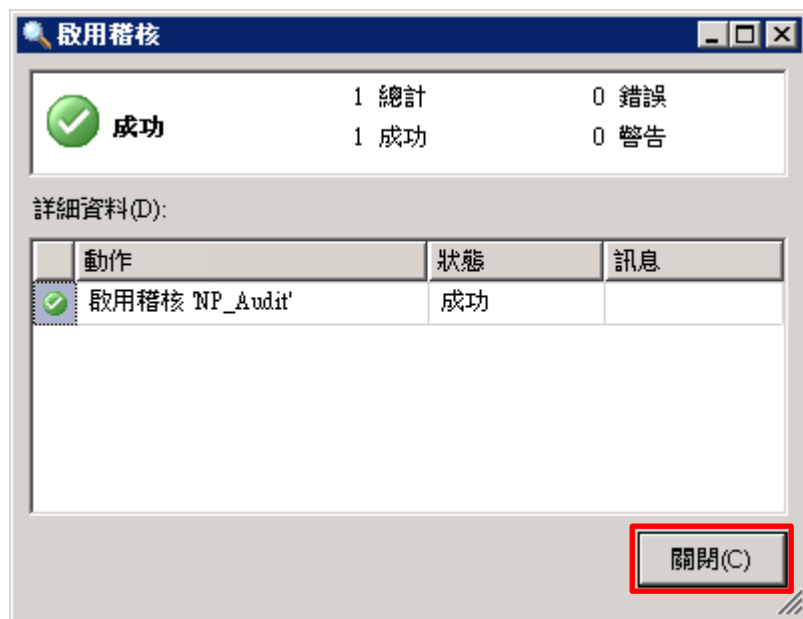 啟用稽核
成功
1 總計 0 錯誤
1 成功 0 警告
詳細資料(D):
動作 狀態 訊息
啟用稽核 'NP_Audit' 成功
關閉(C)